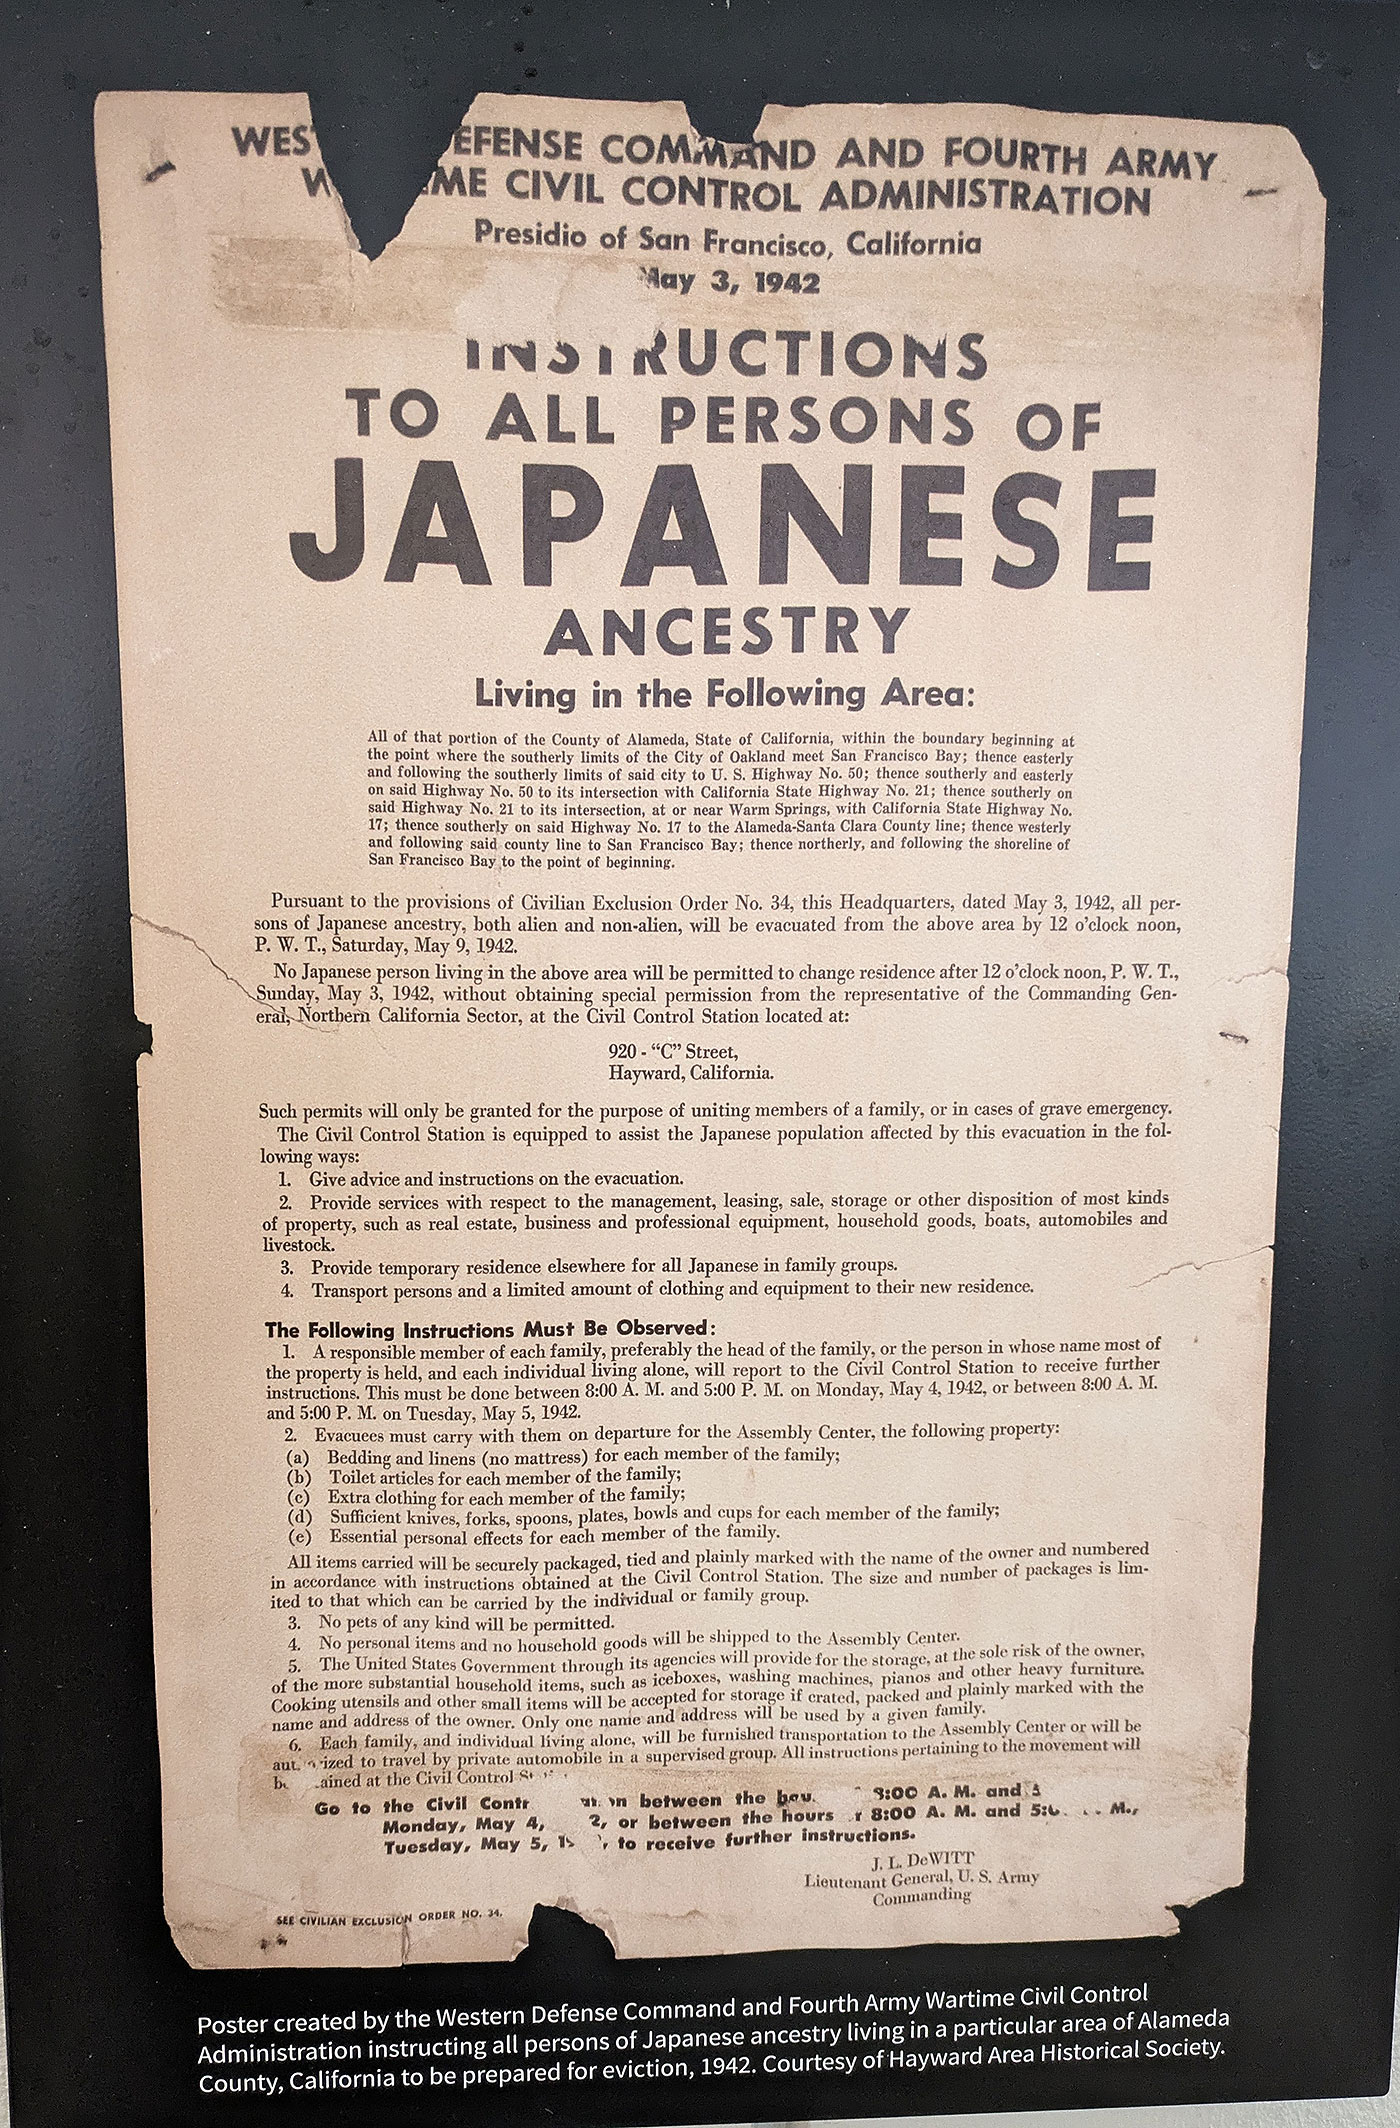 WES EFENSE COMMAND AND FOURTH ARMY
W ME CIVIL CONTROL ADMINISTRATION
Presidio of San Francisco, California
May 3, 1942
INSTRUCTIONS
TO ALL PERSONS OF
JAPANESE
ANCESTRY
Living in the Following Area:
All of that portion of the County of Alameda, State of California, within the boundary beginning at
the point where the southerly limits of the City of Oakland meet San Francisco Bay; thence easterly
and following the southerly limits of said city to U. S. Highway No. 50; thence southerly and easterly
on said Highway No. 50 to its intersection with California State Highway No. 21; thence southerly on
said Highway No. 21 to its intersection, at or near Warm Springs, with California State Highway No.
17; thence southerly on said Highway No. 17 to the Alameda-Santa Clara County line; thence westerly
and following said county line to San Francisco Bay; thence northerly, and following the shoreline of
San Francisco Bay to the point of beginning.
Pursuant to the provisions of Civilian Exclusion Order No. 34, this Headquarters, dated May 3, 1942, all per-
sons of Japanese ancestry, both alien and non-alien, will be evacuated from the above area by 12 o'clock noon,
P. W. T., Saturday, May 9, 1942.
No Japanese person living in the above area will be permitted to change residence after 12 o'clock noon, P. W. T.,
Sunday, May 3, 1942, without obtaining special permission from the representative of the Commanding Gen-
eral, Northern California Sector, at the Civil Control Station located at:
920 - "C" Street,
Hayward, California.
Such permits will only be granted for the purpose of uniting members of a family, or in cases of grave emergency.
The Civil Control Station is equipped to assist the Japanese population affected by this evacuation in the fol-
lowing ways:
1. Give advice and instructions on the evacuation.
2. Provide services with respect to the management, leasing, sale, storage or other disposition of most kinds
of property, such as real estate, business and professional equipment, household goods, boats, automobiles and
livestock.
3. Provide temporary residence elsewhere for all Japanese in family groups.
4. Transport persons and a limited amount of clothing and equipment to their new residence.
The Following Instructions Must Be Observed:
1. A responsible member of each family, preferably the head of the family, or the person in whose name most of
the property is held, and each individual living alone, will report to the Civil Control Station to receive further
instructions. This must be done between 8:00 A. M. and 5:00 P. M. on Monday, May 4, 1942, or between 8:00 A. M.
and 5:00 P. M. on Tuesday, May 5, 1942.
2. Evacuees must carry with them on departure for the Assembly Center, the following property:
(a) Bedding and linens (no mattress) for each member of the family;
(b) Toilet articles for each member of the family;
(c) Extra clothing for each member of the family;
(d) Sufficient knives, forks, spoons, plates, bowls and cups for each member of the family;
(e) Essential personal effects for each member of the family.
All items carried will be securely packaged, tied and plainly marked with the name of the owner and numbered
in accordance with instructions obtained at the Civil Control Station. The size and number of packages is lim-
ited to that which can be carried by the individual or family group.
3. No pets of any kind will be permitted.
4. No personal items and no household goods will be shipped to the Assembly Center.
5. The United States Government through its agencies will provide for the storage, at the sole risk of the owner,
of the more substantial household items, such as iceboxes, washing machines, pianos and other heavy furniture.
Cooking utensils and other small items will be accepted for storage if crated, packed and plainly marked with the
name and address of the owner. Only one name and address will be used by a given family.
6. Each family, and individual living alone, will be furnished transportation to the Assembly Center or will be
aut rized to travel by private automobile in a supervised group. All instructions pertaining to the movement will
b ained at the Civil Control
Go to the Civil Contr between the 8:00 A. M. and 5
Monday, May 4, 2, or between the hours 8:00 A. M. and 5:0 M.,
Tuesday, May 5, 19 , to receive further instructions.
J. L. DeWITT
Lieutenant General, U. S. Army
Commanding
SEE CIVILIAN EXCLUSION ORDER NO. 34.
Poster created by the Western Defense Command and Fourth Army Wartime Civil Control
Administration instructing all persons of Japanese ancestry living in a particular area of Alameda
County, California to be prepared for eviction, 1942. Courtesy of Hayward Area Historical Society.